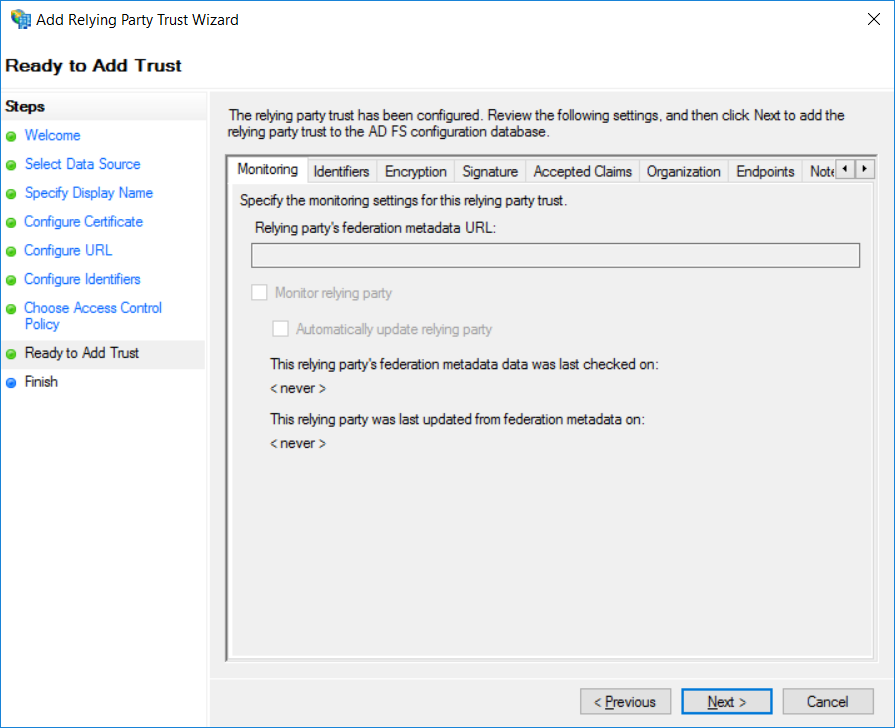 Add Relying Party Trust Wizard
Ready to Add Trust
Steps
Welcome
Select Data Source
Specify Display Name
Configure Certificate
Configure URL
Configure Identifiers
Choose Access Control
Policy
Ready to Add Trust
Finish
The relying party trust has been configured. Review the following settings, and then click Next to add the
relying party trust to the AD FS configuration database.
Monitoring Identifiers Encryption Signature Accepted Claims Organization Endpoints Note
Specify the monitoring settings for this relying party trust.
Relying party's federation metadata URL:
Monitor relying party
Automatically update relying party
This relying party's federation metadata data was last checked on:
< never >
This relying party was last updated from federation metadata on:
< never >
< Previous Next > Cancel